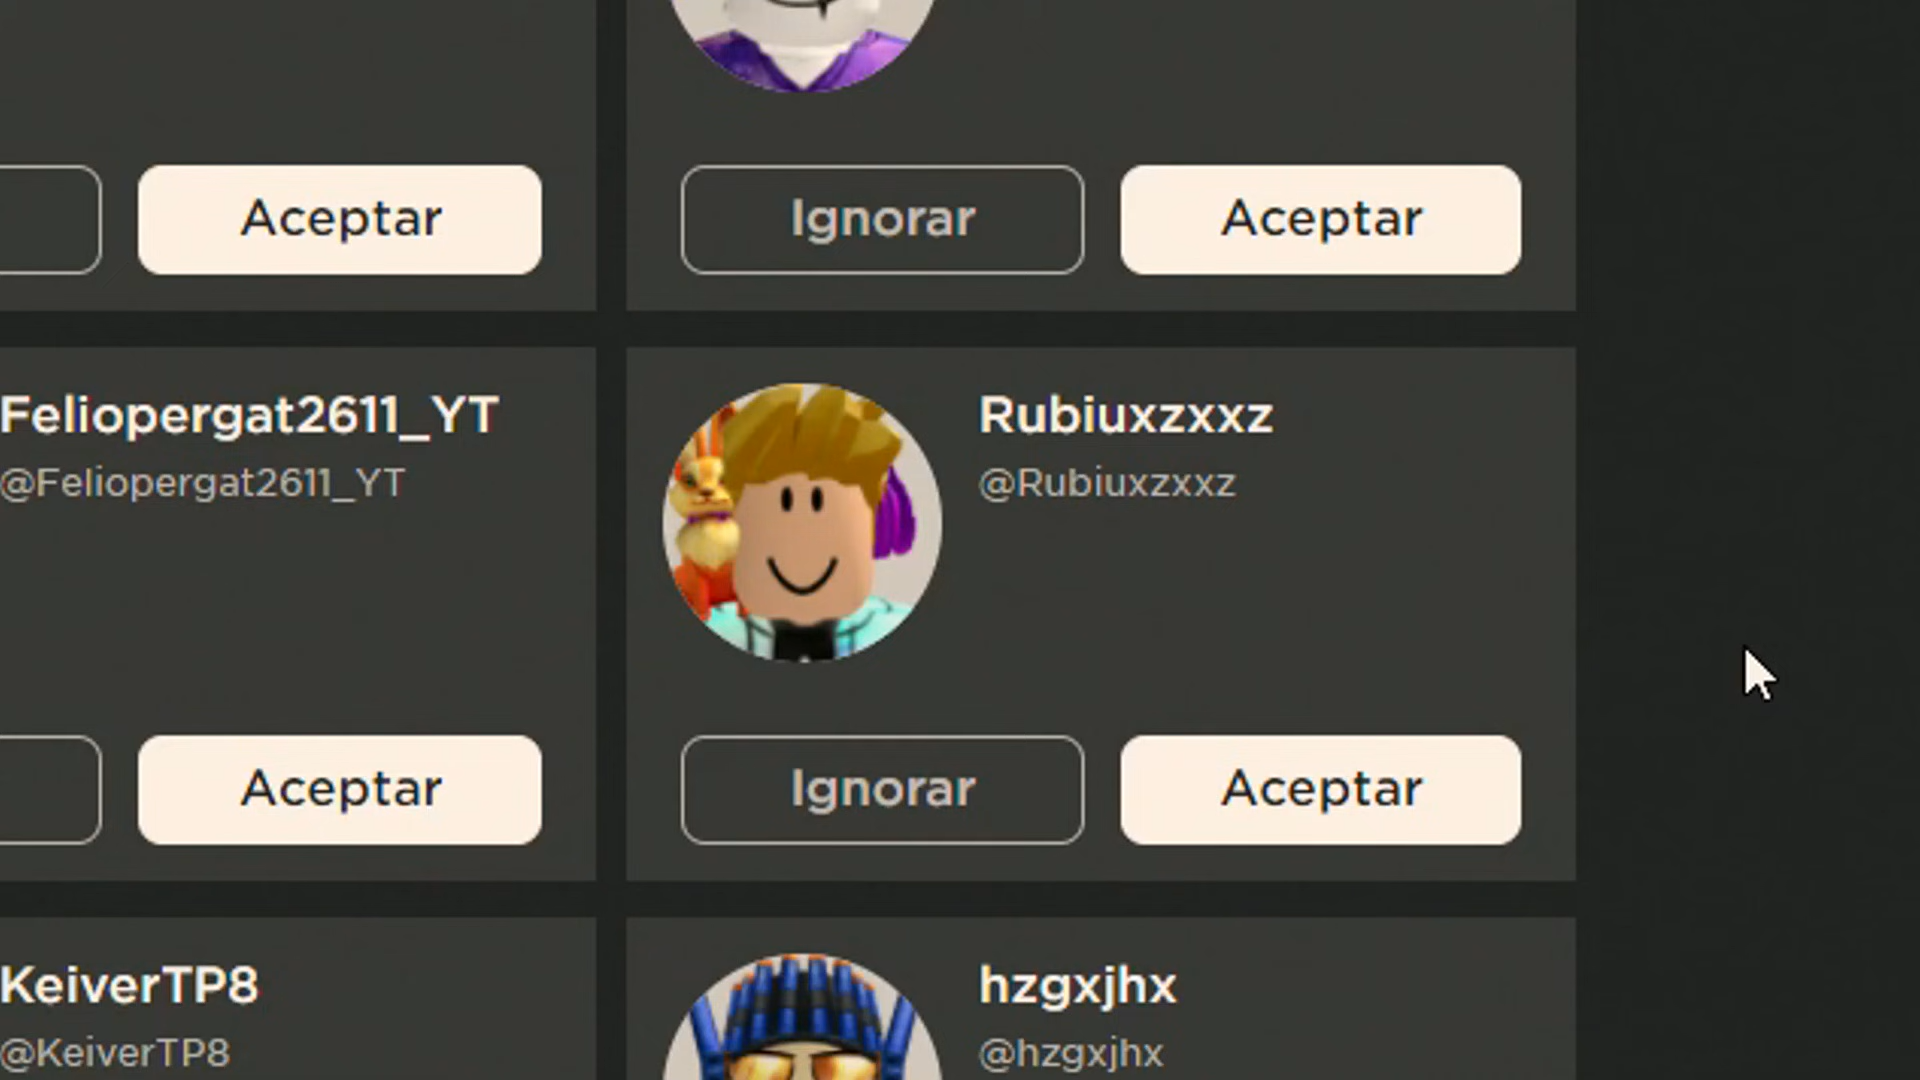 Aceptar
Ignorar
Aceptar
Feliopergat2611_YT
@Feliopergat2611_YT
Rubiuxzxxz
@Rubiuxzxxz
Aceptar
Ignorar
Aceptar
KeiverTP8
@KeiverTP8
hzgxjhx
@hzgxjhx